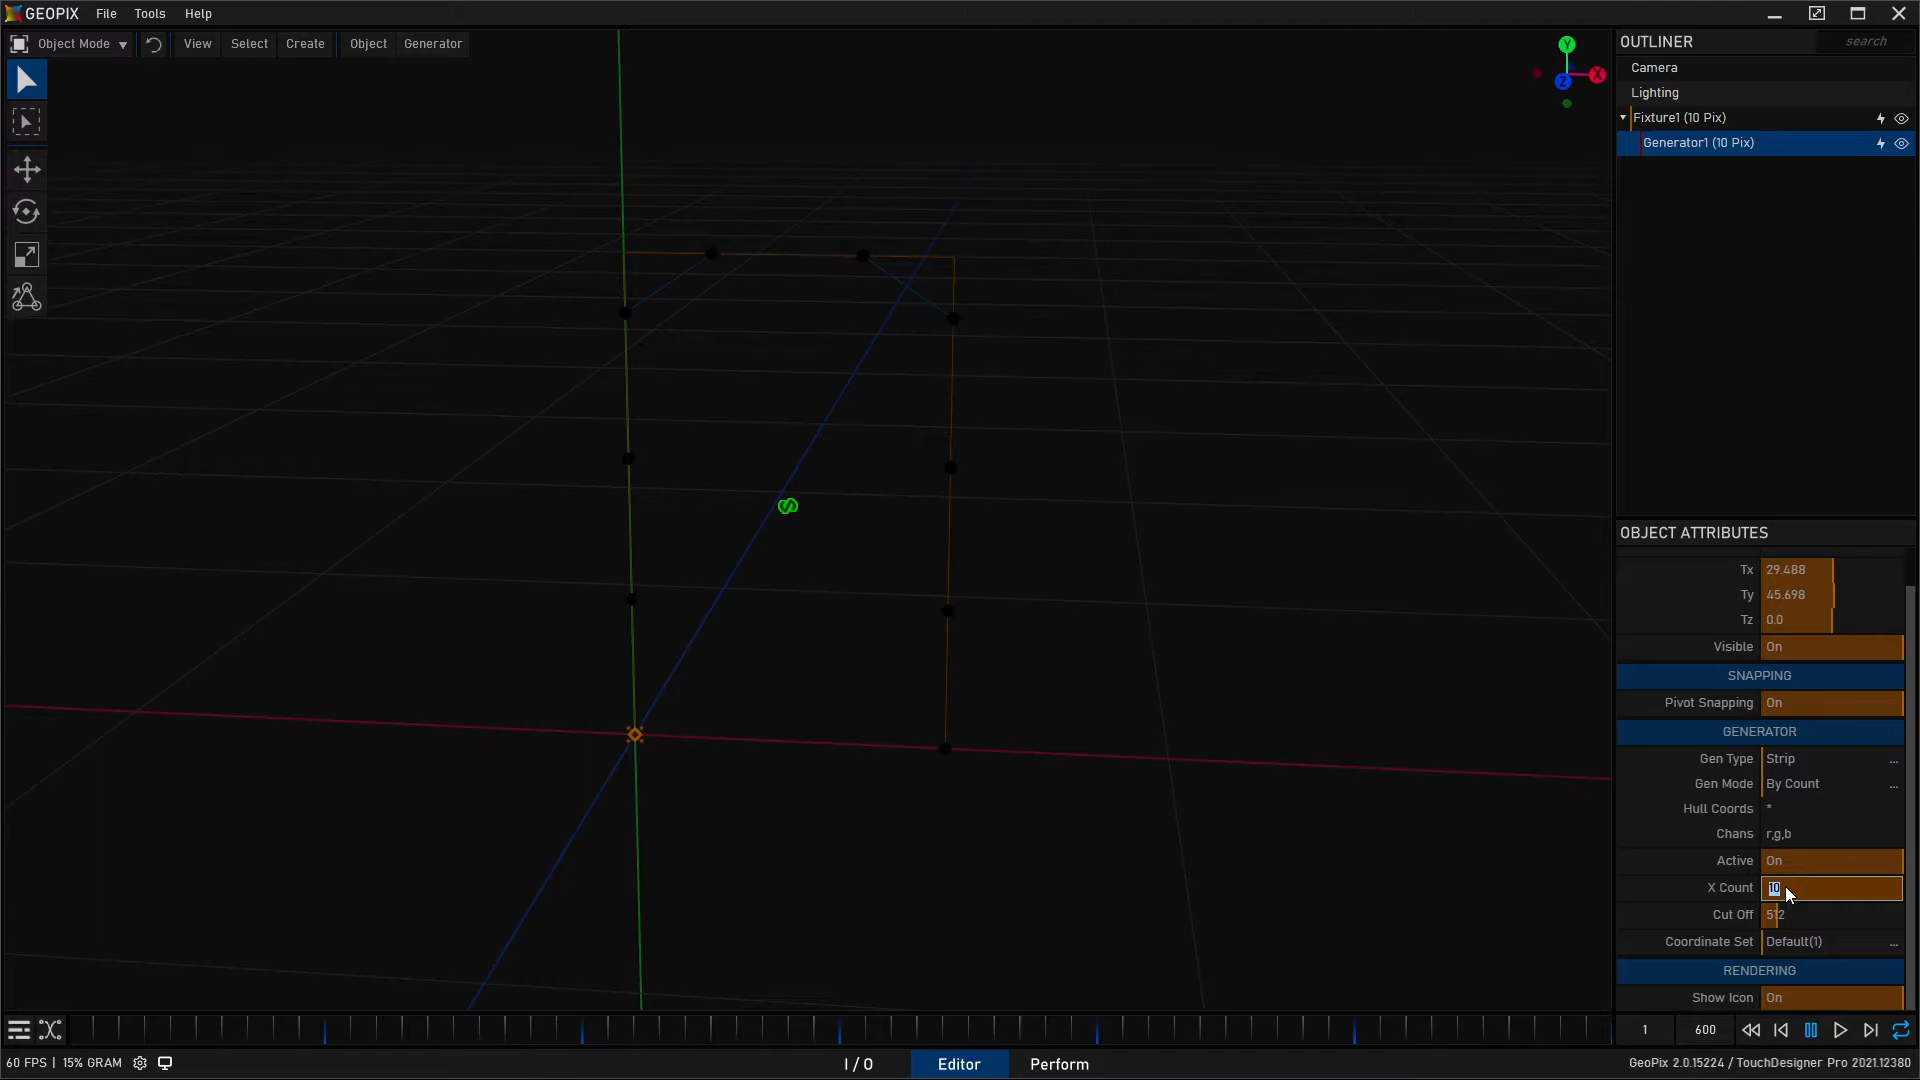 GEOPIX File Tools Help
Object Mode View Select Create Object Generator
Y
X
Z
OUTLINER search
Camera
Lighting
Fixture1 (10 Pix)
Generator1 (10 Pix)
OBJECT ATTRIBUTES
Tx 29.488
Ty 45.698
Tz 0.0
Visible On
SNAPPING
Pivot Snapping On
GENERATOR
Gen Type Strip ...
Gen Mode By Count ...
Hull Coords *
Chans r,g,b
Active On
X Count 10
Cut Off 512
Coordinate Set Default(1) ...
RENDERING
Show Icon On
1 600
60 FPS | 15% GRAM I / O Editor Perform GeoPix 2.0.15224 / TouchDesigner Pro 2021.12380